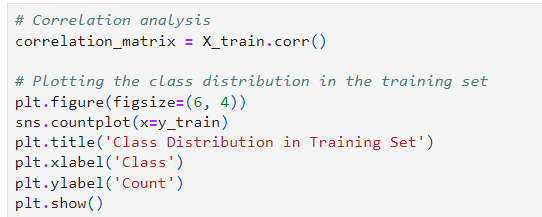 # Correlation analysis
correlation_matrix = X_train.corr()
# Plotting the class distribution in the training set
plt.figure(figsize=(6, 4))
sns.countplot(x=y_train)
plt.title('Class Distribution in Training Set')
plt.xlabel('Class')
plt.ylabel('Count')
plt.show()